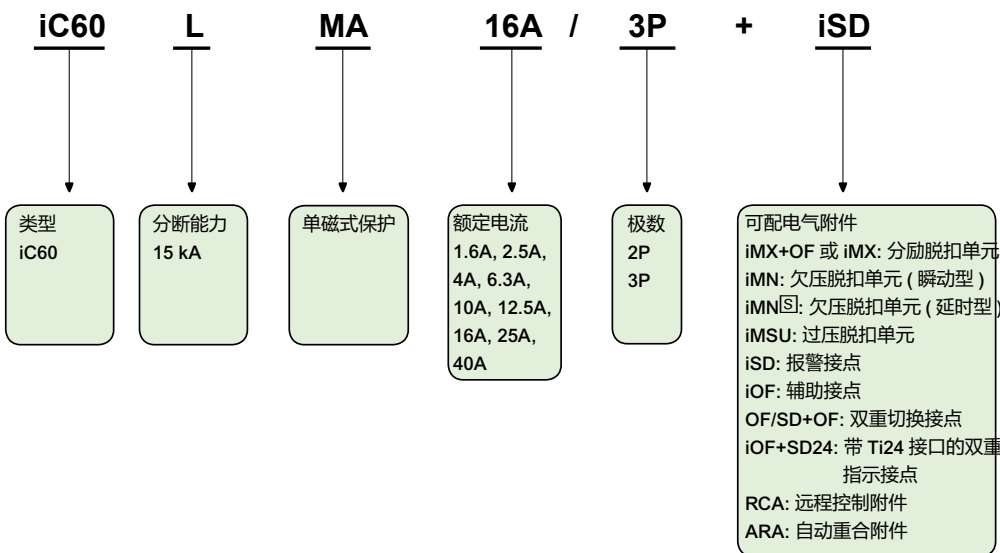 iC60 L MA 16A / 3P + iSD
类型
iC60
分断能力
15 kA
单磁式保护
额定电流
1.6A, 2.5A,
4A, 6.3A,
10A, 12.5A,
16A, 25A,
40A
极数
2P
3P
可配电气附件
iMX+OF 或 iMX: 分励脱扣单元
iMN: 欠压脱扣单元 ( 瞬动型 )
iMN🅂: 欠压脱扣单元 ( 延时型 )
iMSU: 过压脱扣单元
iSD: 报警接点
iOF: 辅助接点
OF/SD+OF: 双重切换接点
iOF+SD24: 带 Ti24 接口的双重
指示接点
RCA: 远程控制附件
ARA: 自动重合附件